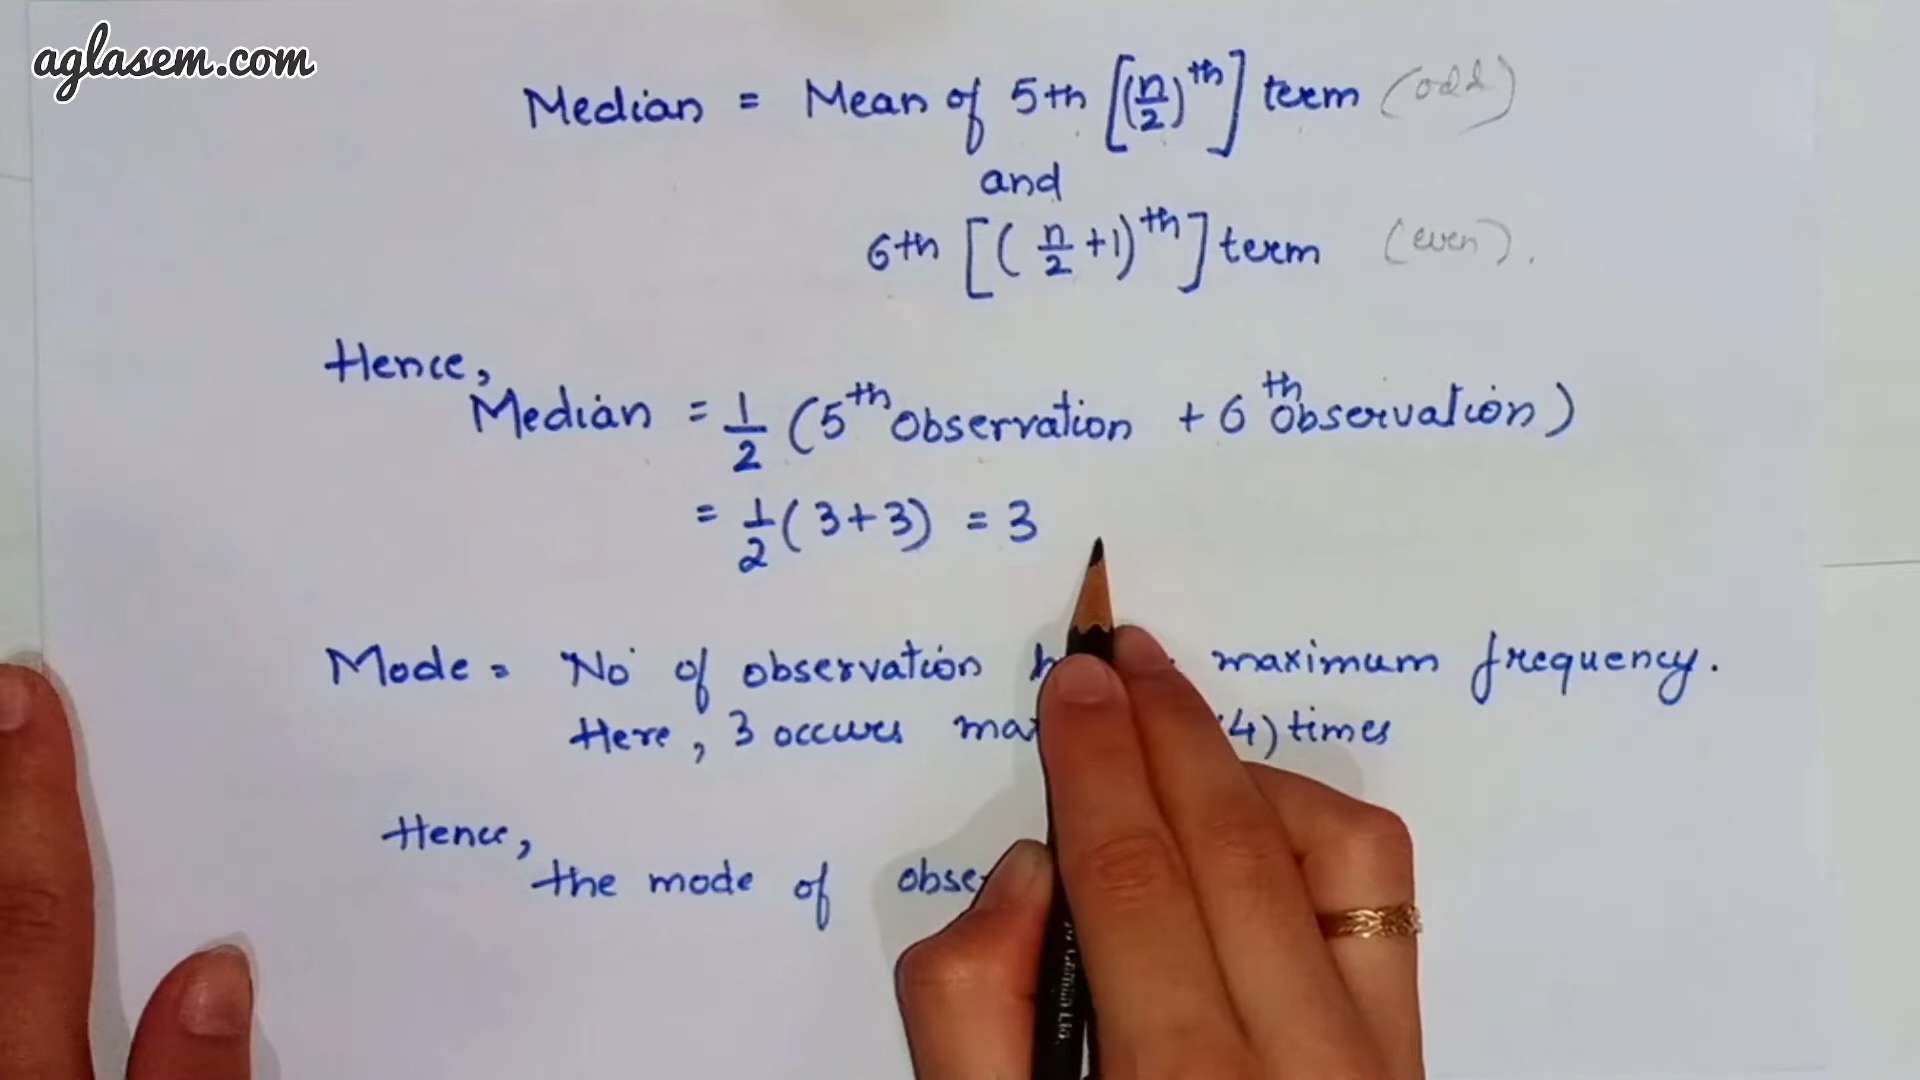 aglasem.com
Median = Mean of 5th [(n/2)th] term (odd)
and
6th [(n/2 +1)th] term (even).
Hence,
Median = 1/2 (5th Observation + 6th Observation)
= 1/2 (3+3) = 3
Mode = No of observation maximum frequency.
Here, 3 occurs 4) times
Hence,
the mode of